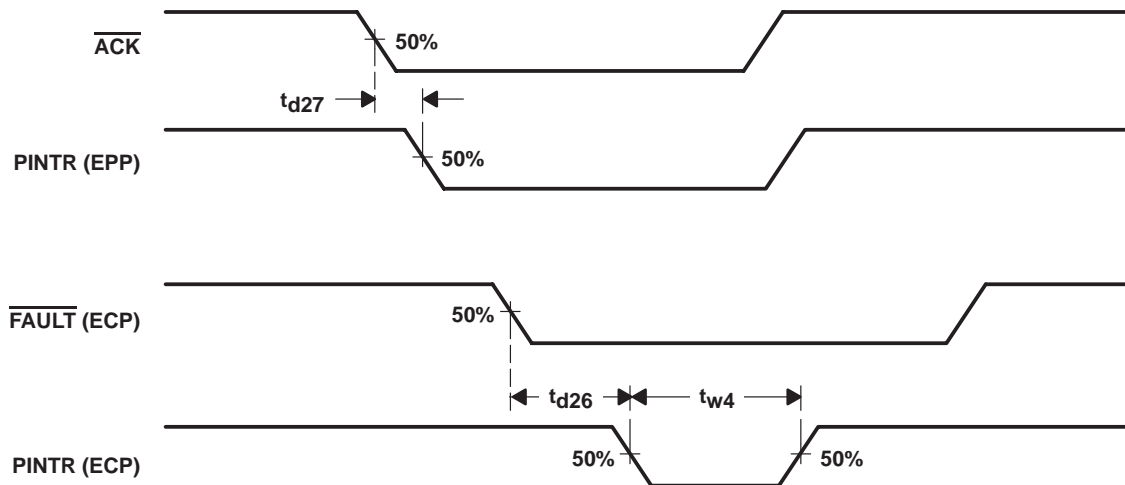 ACK
50%
td27
PINTR (EPP)
50%
FAULT (ECP)
50%
td26
tw4
PINTR (ECP)
50%
50%